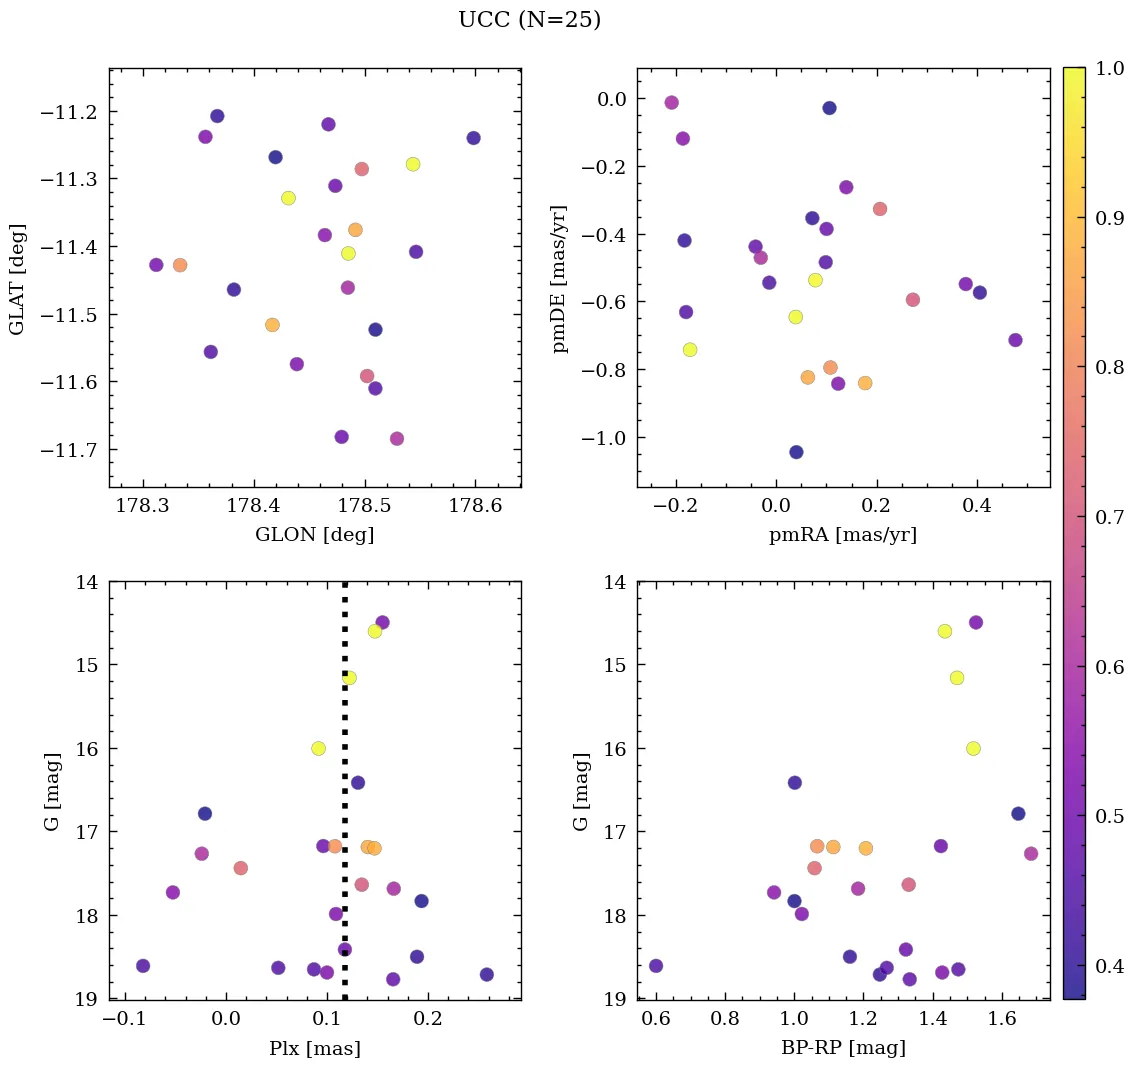 UCC (N=25)
−11.2
−11.3
−11.4
−11.5
−11.6
−11.7
GLAT [deg]
178.3 178.4 178.5 178.6
GLON [deg]
0.0
−0.2
−0.4
−0.6
−0.8
−1.0
pmDE [mas/yr]
−0.2 0.0 0.2 0.4
pmRA [mas/yr]
14
15
16
17
18
19
G [mag]
−0.1 0.0 0.1 0.2
Plx [mas]
14
15
16
17
18
19
G [mag]
0.6 0.8 1.0 1.2 1.4 1.6
BP-RP [mag]
1.0
0.9
0.8
0.7
0.6
0.5
0.4